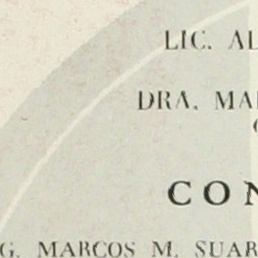 LIC. AL
DRA. MA
CON
G. MARCOS M. SUAR